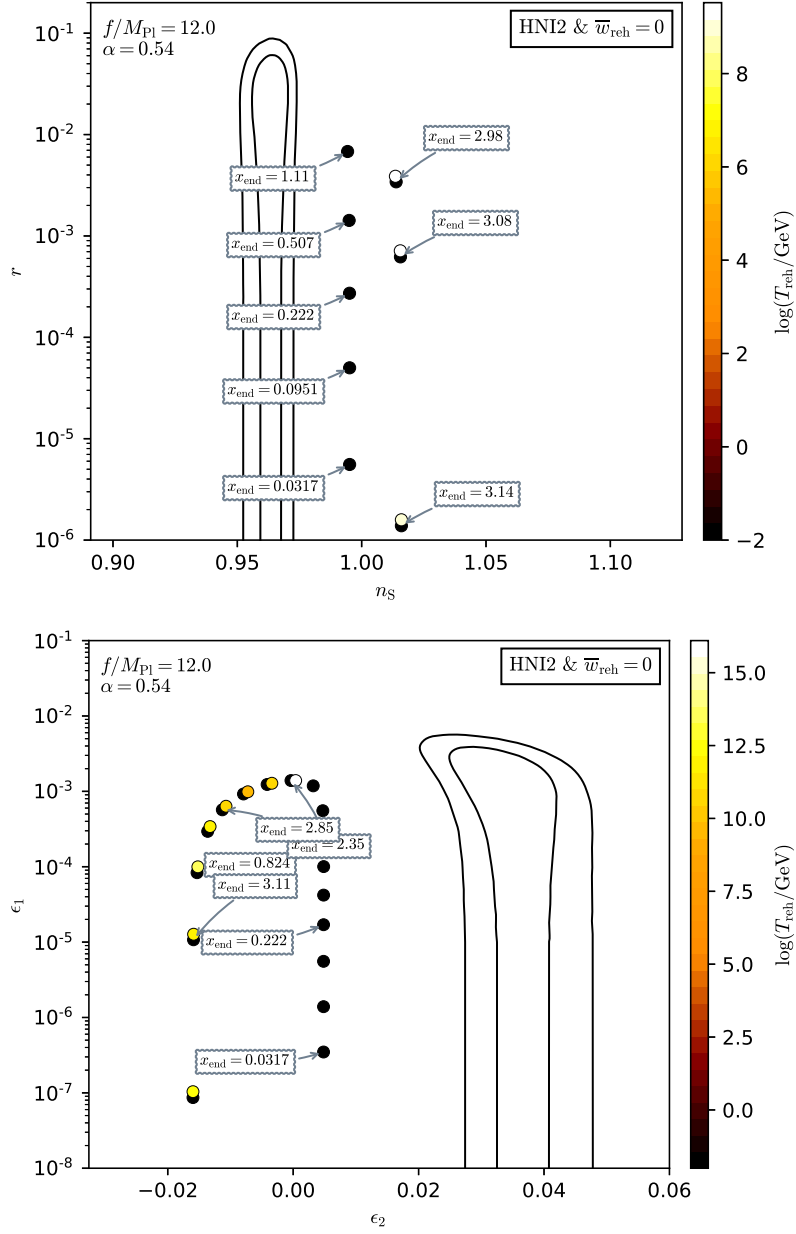 f/M_Pl = 12.0
α = 0.54
HNI2 & w̅_reh = 0
10^-1
10^-2
10^-3
10^-4
10^-5
10^-6
r
x_end = 2.98
x_end = 1.11
x_end = 3.08
x_end = 0.507
x_end = 0.222
x_end = 0.0951
x_end = 0.0317
x_end = 3.14
0.90 0.95 1.00 1.05 1.10
n_S
8
6
4
2
0
−2
log(T_reh/GeV)
f/M_Pl = 12.0
α = 0.54
HNI2 & w̅_reh = 0
10^-1
10^-2
10^-3
10^-4
10^-5
10^-6
10^-7
10^-8
ϵ_1
x_end = 2.85
x_end = 2.35
x_end = 0.824
x_end = 3.11
x_end = 0.222
x_end = 0.0317
−0.02 0.00 0.02 0.04 0.06
ϵ_2
15.0
12.5
10.0
7.5
5.0
2.5
0.0
log(T_reh/GeV)